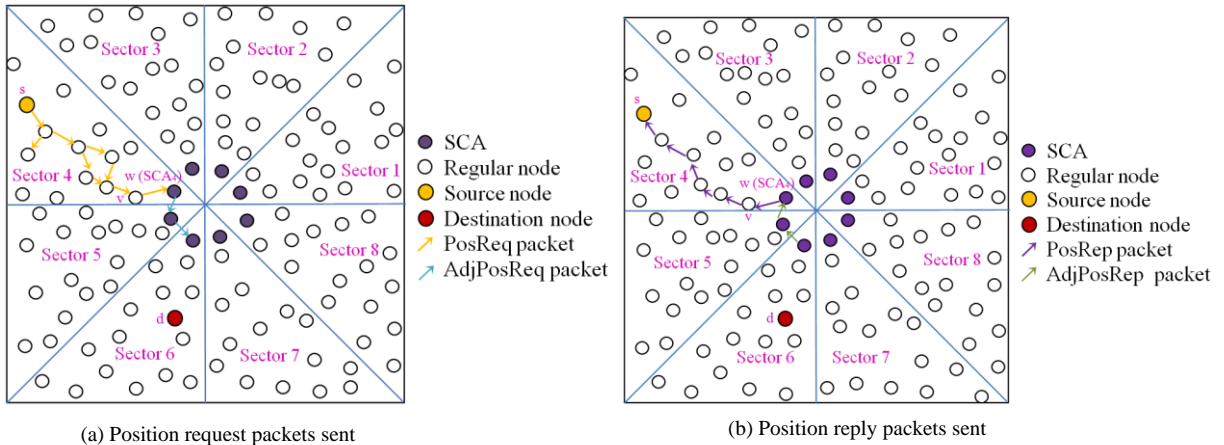 Sector 3
Sector 2
s
Sector 4
Sector 1
w (SCA₄)
v
Sector 5
Sector 8
d
Sector 6
Sector 7
SCA
Regular node
Source node
Destination node
PosReq packet
AdjPosReq packet
(a) Position request packets sent
Sector 3
Sector 2
s
Sector 4
Sector 1
w (SCA₄)
v
Sector 5
Sector 8
d
Sector 6
Sector 7
SCA
Regular node
Source node
Destination node
PosRep packet
AdjPosRep packet
(b) Position reply packets sent